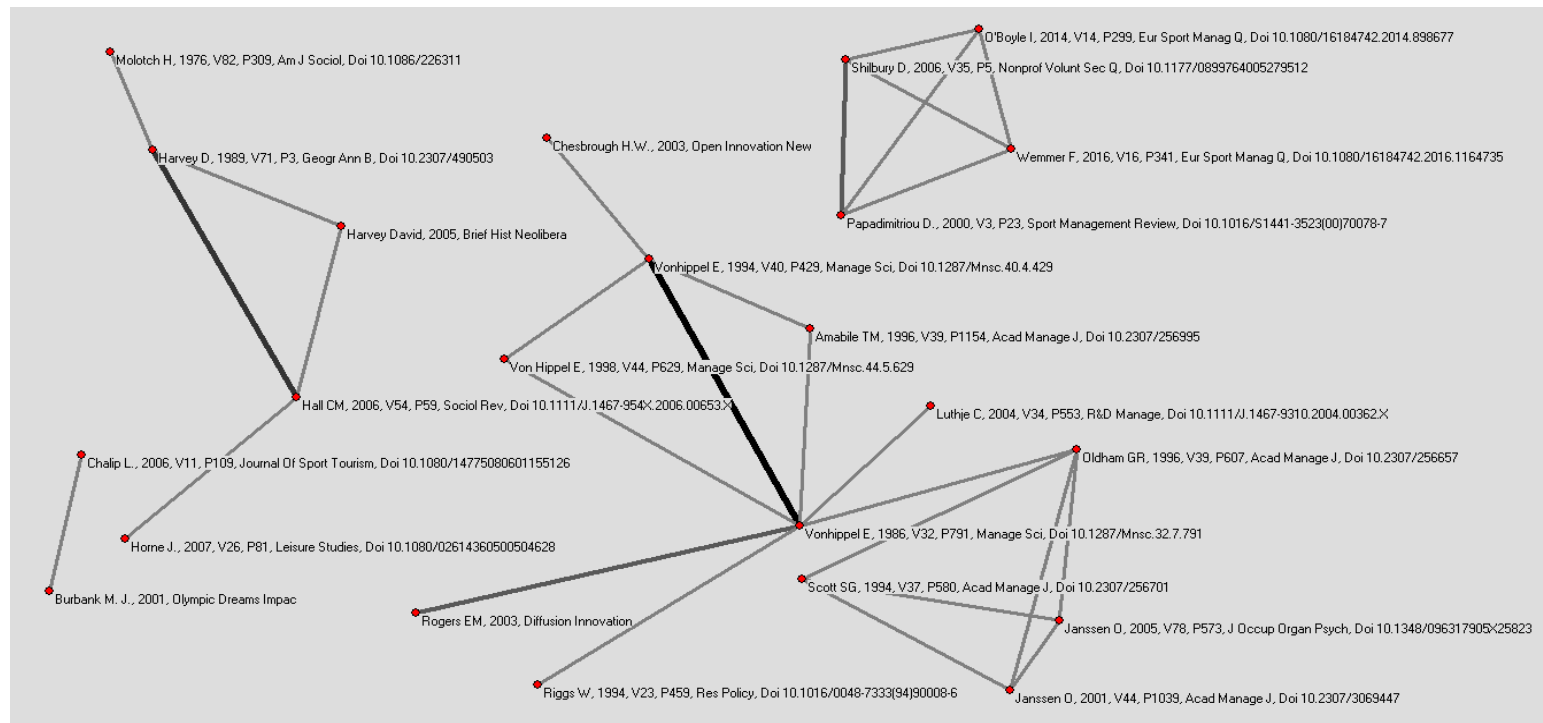 O'Boyle I, 2014, V14, P299, Eur Sport Manag Q, Doi 10.1080/16184742.2014.898677
Molotch H, 1976, V82, P309, Am J Sociol, Doi 10.1086/226311
Shilbury D, 2006, V35, P5, Nonprof Volunt Sec Q, Doi 10.1177/0899764005279512
Chesbrough H.W., 2003, Open Innovation New
Harvey D, 1989, V71, P3, Geogr Ann B, Doi 10.2307/490503
Wemmer F, 2016, V16, P341, Eur Sport Manag Q, Doi 10.1080/16184742.2016.1164735
Papadimitriou D., 2000, V3, P23, Sport Management Review, Doi 10.1016/S1441-3523(00)70078-7
Harvey David, 2005, Brief Hist Neolibera
Vonhippel E, 1994, V40, P429, Manage Sci, Doi 10.1287/Mnsc.40.4.429
Amabile TM, 1996, V39, P1154, Acad Manage J, Doi 10.2307/256995
Von Hippel E, 1998, V44, P629, Manage Sci, Doi 10.1287/Mnsc.44.5.629
Hall CM, 2006, V54, P59, Sociol Rev, Doi 10.1111/J.1467-954X.2006.00653.X
Luthje C, 2004, V34, P553, R&D Manage, Doi 10.1111/J.1467-9310.2004.00362.X
Oldham GR, 1996, V39, P607, Acad Manage J, Doi 10.2307/256657
Chalip L., 2006, V11, P109, Journal Of Sport Tourism, Doi 10.1080/14775080601155126
Vonhippel E, 1986, V32, P791, Manage Sci, Doi 10.1287/Mnsc.32.7.791
Horne J., 2007, V26, P81, Leisure Studies, Doi 10.1080/02614360500504628
Scott SG, 1994, V37, P580, Acad Manage J, Doi 10.2307/256701
Burbank M. J., 2001, Olympic Dreams Impac
Rogers EM, 2003, Diffusion Innovation
Janssen O, 2005, V78, P573, J Occup Organ Psych, Doi 10.1348/096317905X25823
Riggs W, 1994, V23, P459, Res Policy, Doi 10.1016/0048-7333(94)90008-6
Janssen O, 2001, V44, P1039, Acad Manage J, Doi 10.2307/3069447